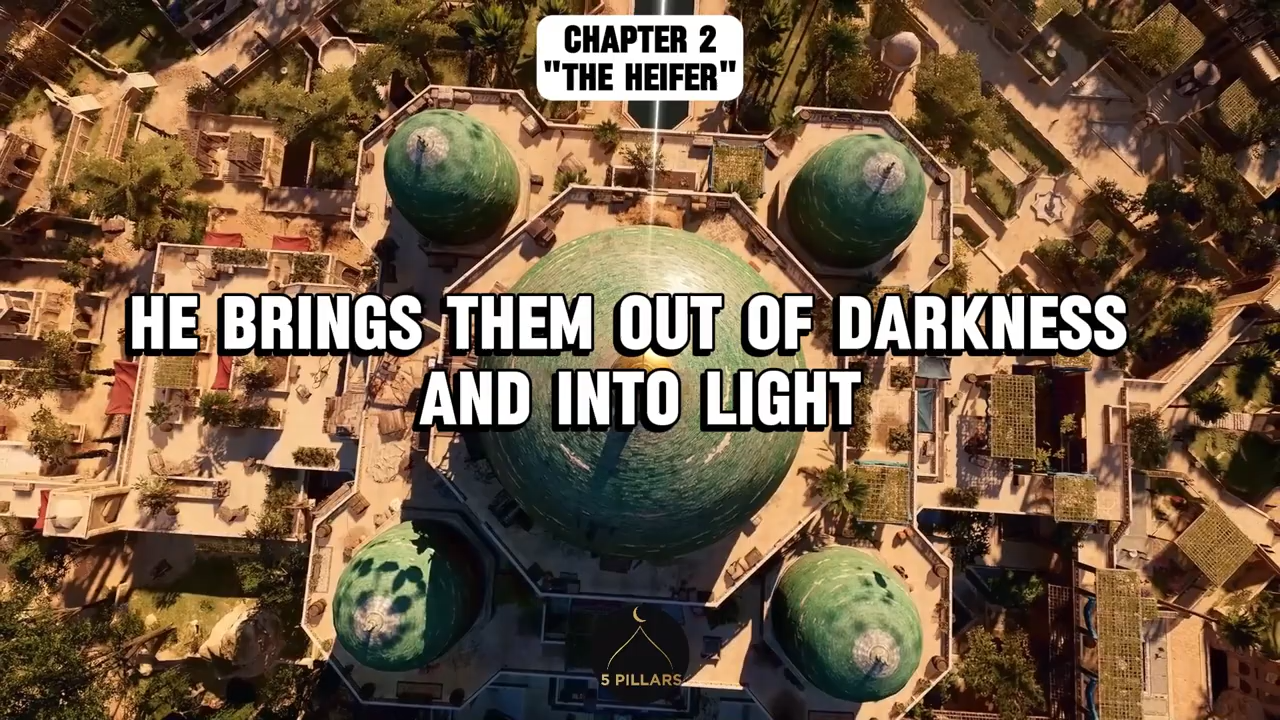 CHAPTER 2
"THE HEIFER"
HE BRINGS THEM OUT OF DARKNESS
AND INTO LIGHT
5 PILLARS